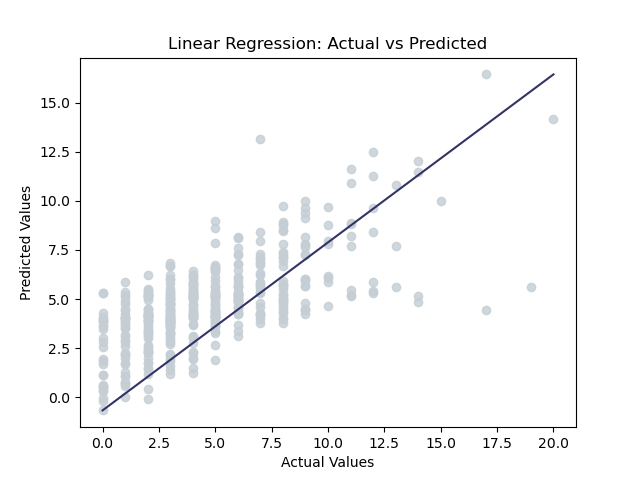 Linear Regression: Actual vs Predicted
Predicted Values
15.0
12.5
10.0
7.5
5.0
2.5
0.0
0.0 2.5 5.0 7.5 10.0 12.5 15.0 17.5 20.0
Actual Values